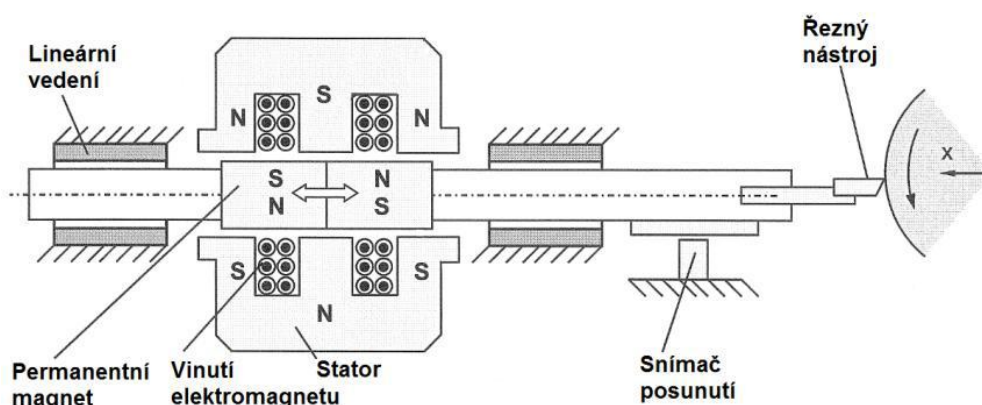 Řezný
nástroj
Lineární
vedení
S
N
N
X
S
N
N
S
S
S
N
Permanentní
magnet
Vinutí
elektromagnetu
Stator
Snímač
posunutí